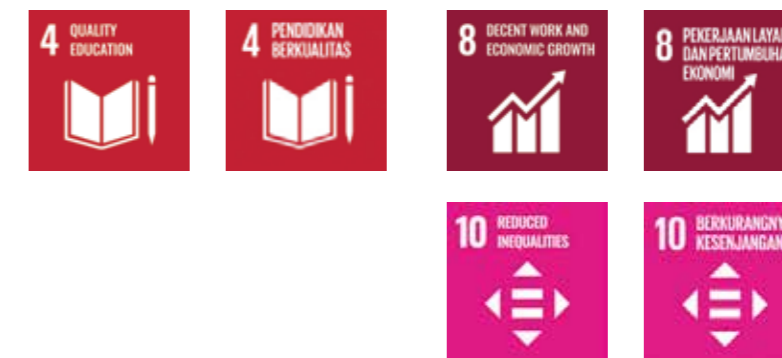 4 QUALITY
EDUCATION
4 PENDIDIKAN
BERKUALITAS
8 DECENT WORK AND
ECONOMIC GROWTH
8 PEKERJAAN LAYA
DAN PERTUMBUHA
EKONOMI
10 REDUCED
INEQUALITIES
10 BERKURANGNY
KESENJANGAN